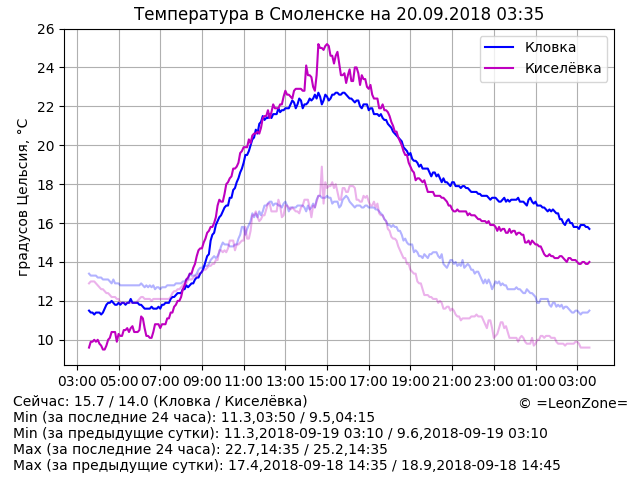 Температура в Смоленске на 20.09.2018 03:35
градусов Цельсия, °C
26
24
22
20
18
16
14
12
10
Кловка
Киселёвка
03:00 05:00 07:00 09:00 11:00 13:00 15:00 17:00 19:00 21:00 23:00 01:00 03:00
Сейчас: 15.7 / 14.0 (Кловка / Киселёвка)
© =LeonZone=
Min (за последние 24 часа): 11.3,03:50 / 9.5,04:15
Min (за предыдущие сутки): 11.3,2018-09-19 03:10 / 9.6,2018-09-19 03:10
Max (за последние 24 часа): 22.7,14:35 / 25.2,14:35
Max (за предыдущие сутки): 17.4,2018-09-18 14:35 / 18.9,2018-09-18 14:45